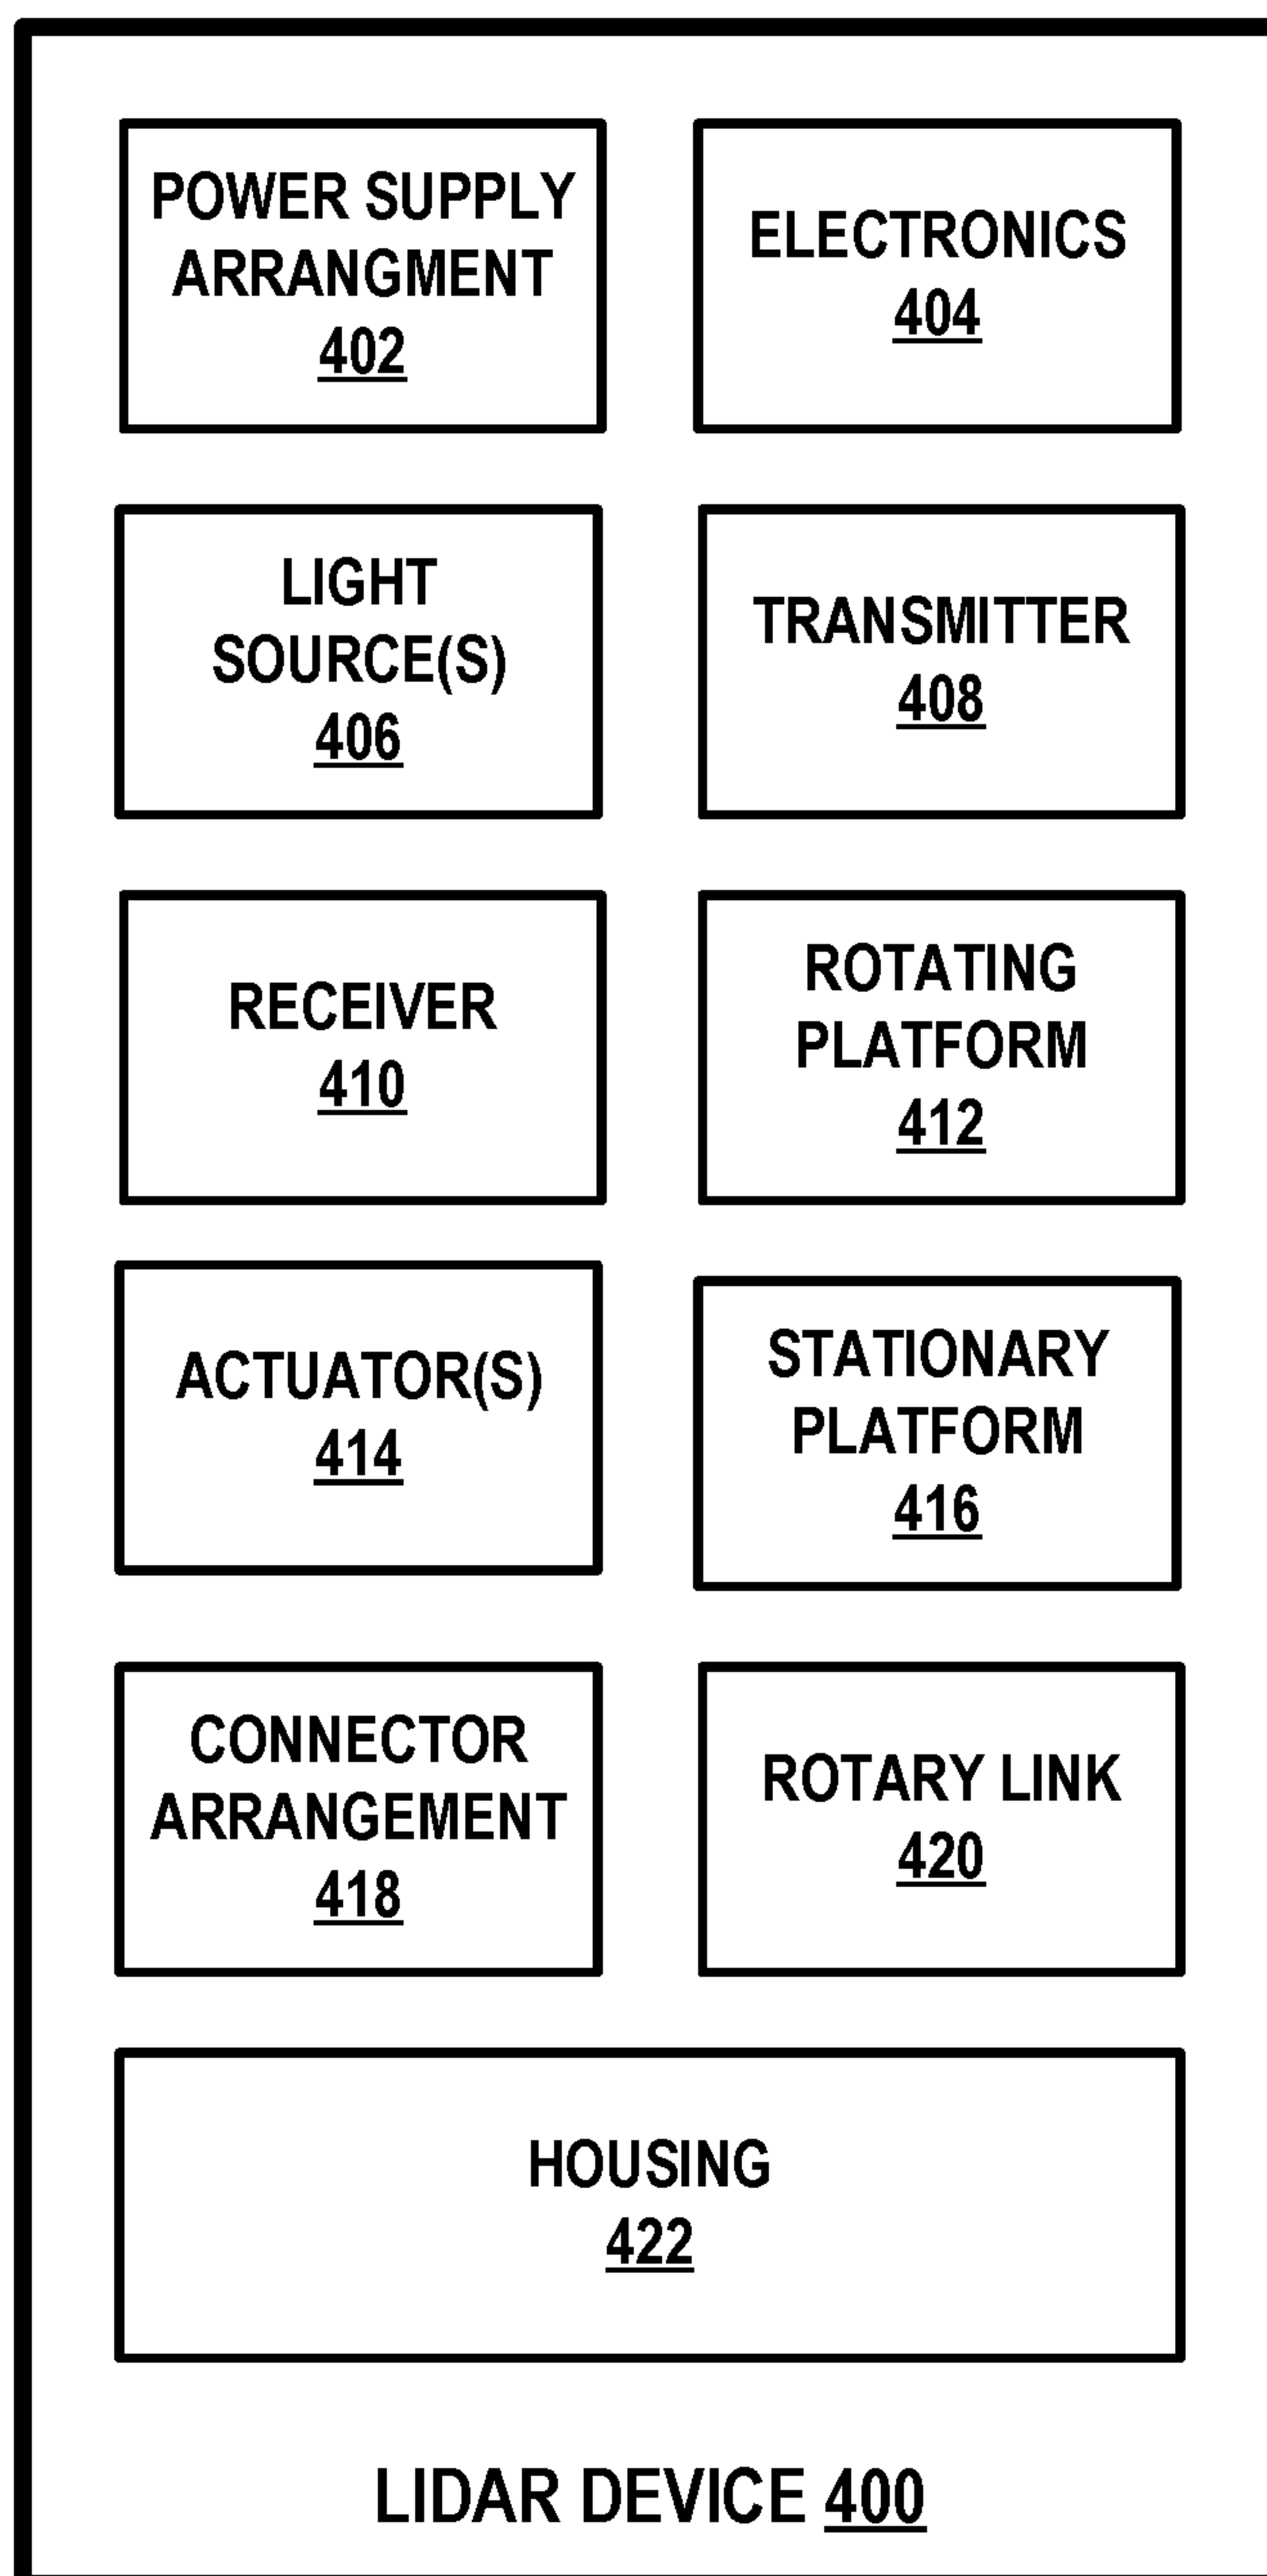 POWER SUPPLY
ARRANGMENT
402
ELECTRONICS
404
LIGHT
SOURCE(S)
406
TRANSMITTER
408
RECEIVER
410
ROTATING
PLATFORM
412
ACTUATOR(S)
414
STATIONARY
PLATFORM
416
CONNECTOR
ARRANGEMENT
418
ROTARY LINK
420
HOUSING
422
LIDAR DEVICE 400